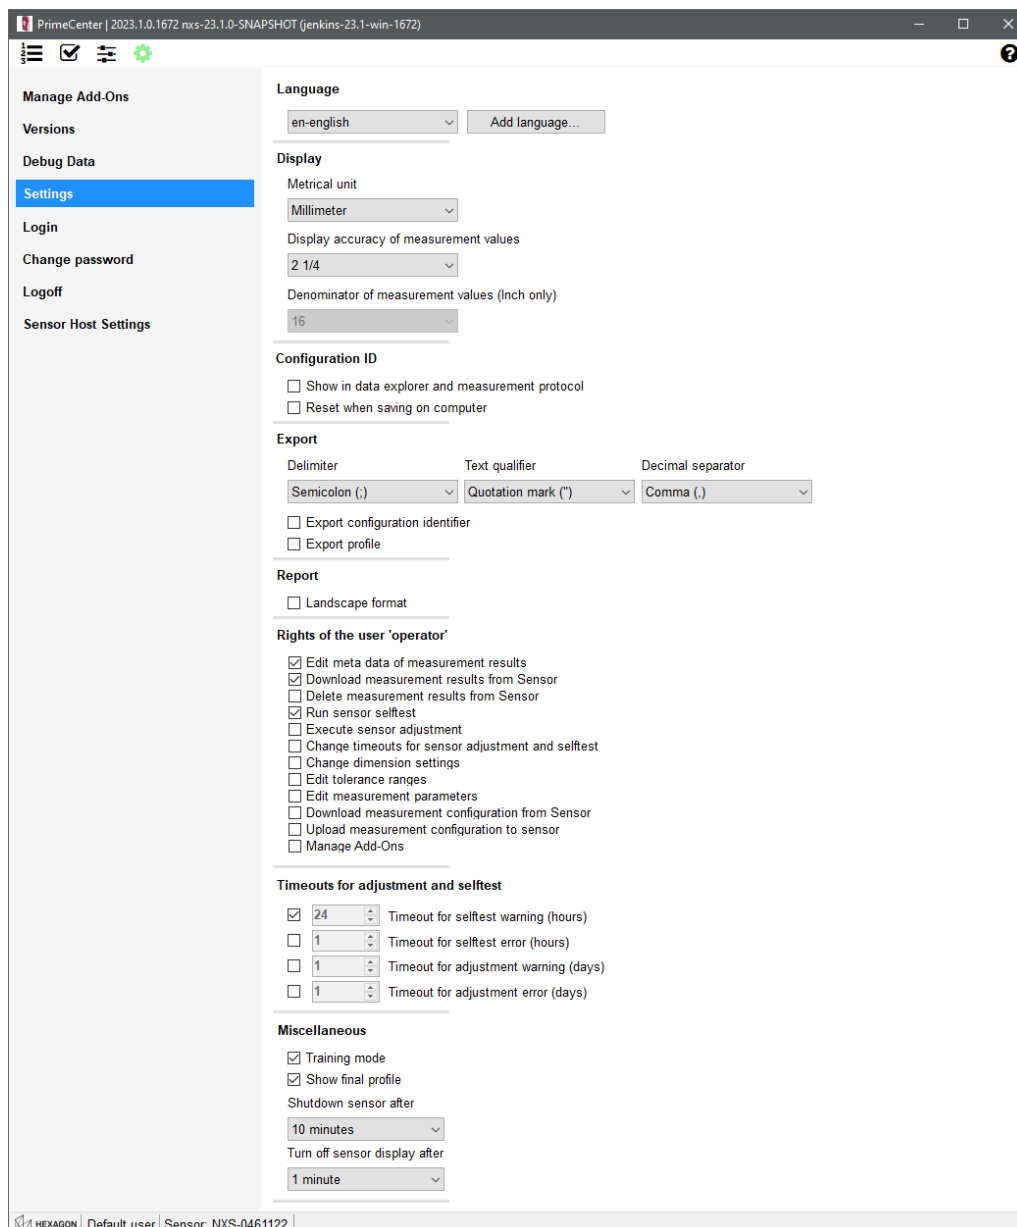 PrimeCenter | 2023.1.0.1672 nxs-23.1.0-SNAPSHOT (jenkins-23.1-win-1672)
Manage Add-Ons
Versions
Debug Data
Settings
Login
Change password
Logoff
Sensor Host Settings
Language
en-english
Add language...
Display
Metrical unit
Millimeter
Display accuracy of measurement values
2 1/4
Denominator of measurement values (Inch only)
16
Configuration ID
Show in data explorer and measurement protocol
Reset when saving on computer
Export
Delimiter Text qualifier Decimal separator
Semicolon (;) Quotation mark (") Comma (,)
Export configuration identifier
Export profile
Report
Landscape format
Rights of the user 'operator'
Edit meta data of measurement results
Download measurement results from Sensor
Delete measurement results from Sensor
Run sensor selftest
Execute sensor adjustment
Change timeouts for sensor adjustment and selftest
Change dimension settings
Edit tolerance ranges
Edit measurement parameters
Download measurement configuration from Sensor
Upload measurement configuration to sensor
Manage Add-Ons
Timeouts for adjustment and selftest
24 Timeout for selftest warning (hours)
1 Timeout for selftest error (hours)
1 Timeout for adjustment warning (days)
1 Timeout for adjustment error (days)
Miscellaneous
Training mode
Show final profile
Shutdown sensor after
10 minutes
Turn off sensor display after
1 minute
HEXAGON Default user Sensor: NXS-0461122